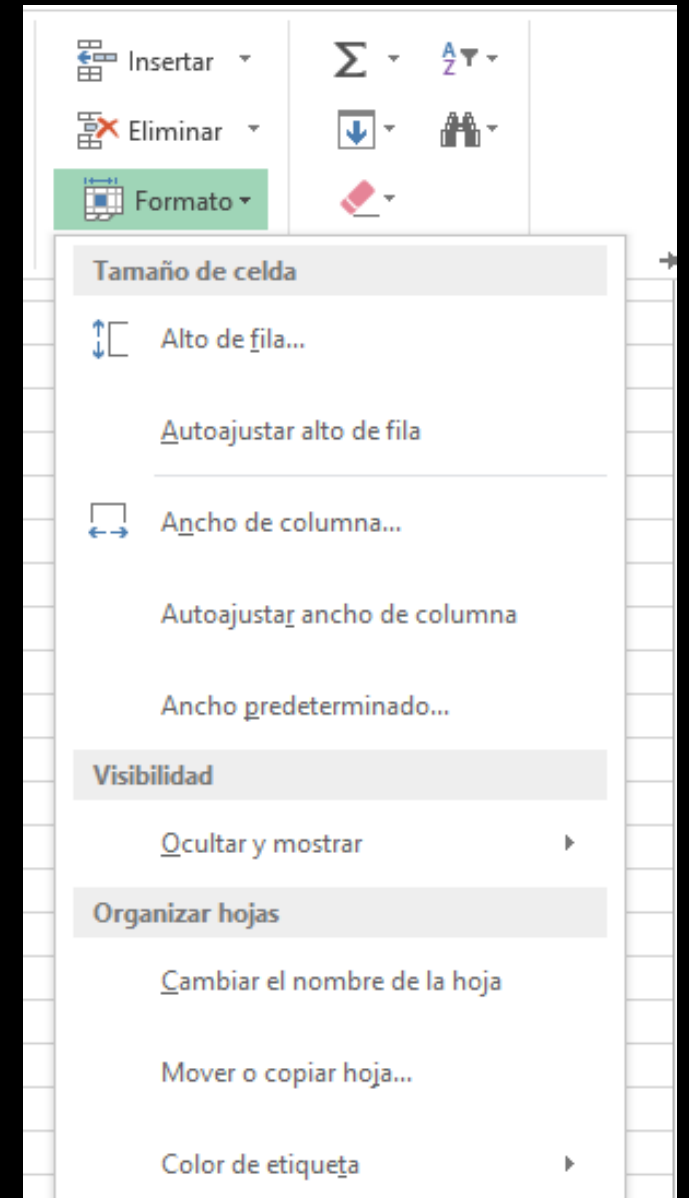 Insertar
Eliminar
Formato
Tamaño de celda
Alto de fila...
Autoajustar alto de fila
Ancho de columna...
Autoajustar ancho de columna
Ancho predeterminado...
Visibilidad
Ocultar y mostrar
Organizar hojas
Cambiar el nombre de la hoja
Mover o copiar hoja...
Color de etiqueta